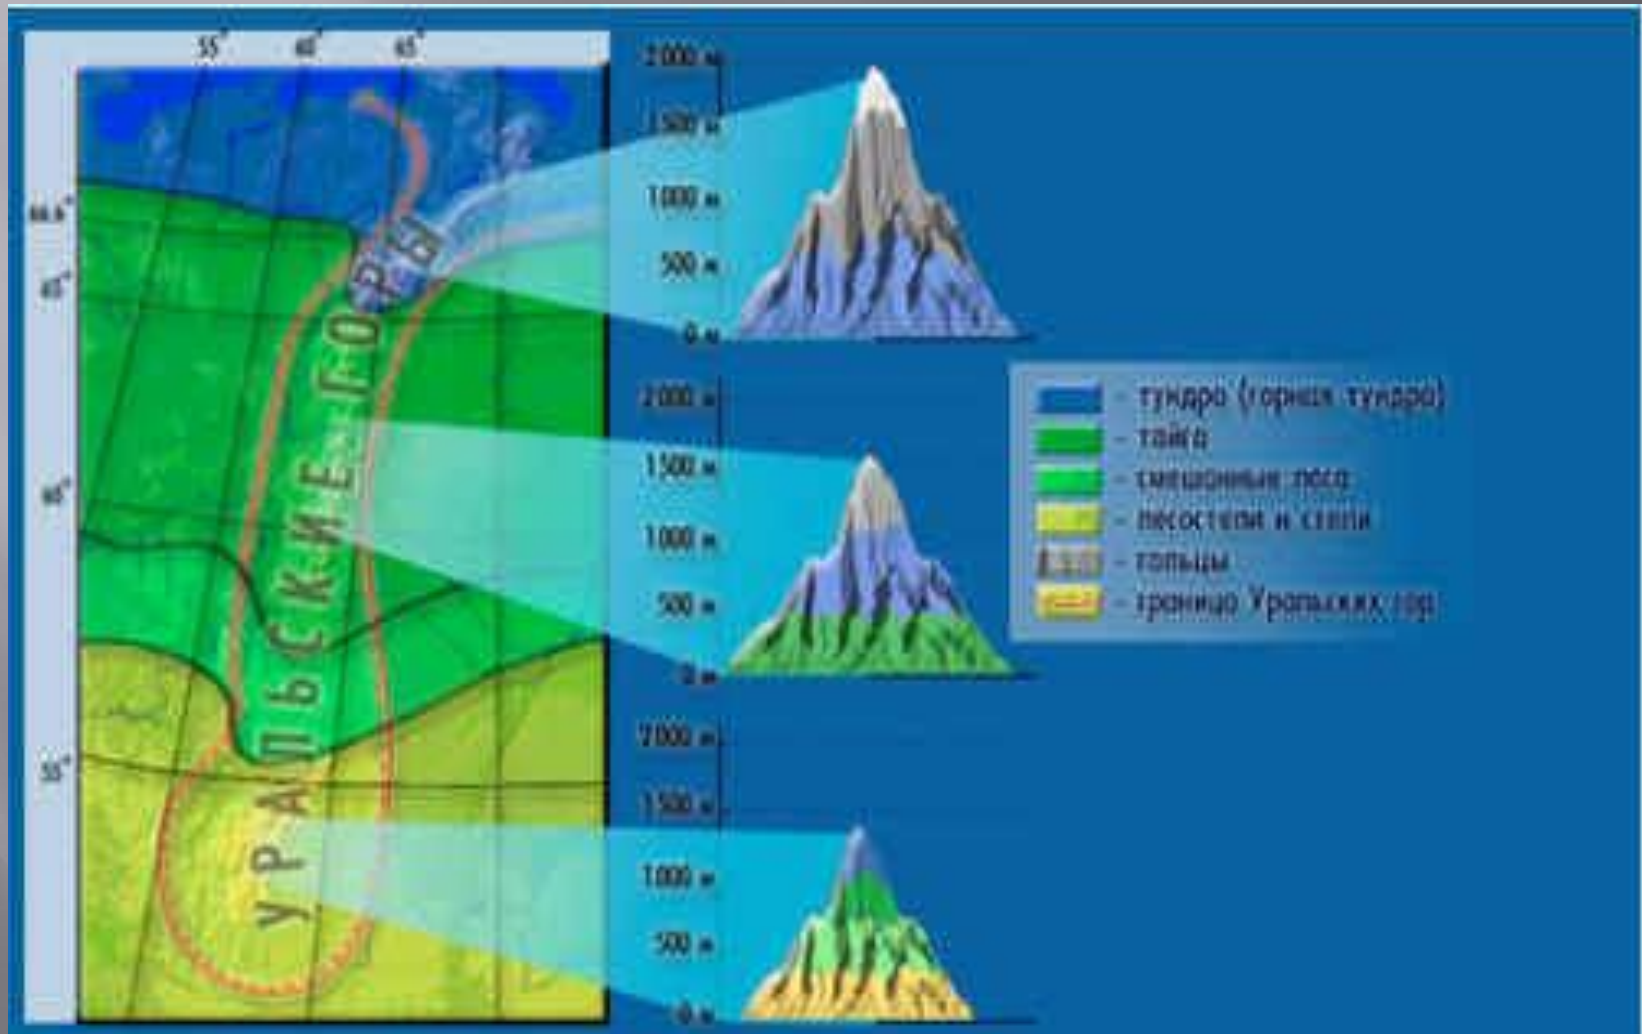 55° 60° 65°
66.6°
65°
60°
55°
УРАЛЬСКИЕ ГОРЫ
2000 м
1500 м
1000 м
500 м
0 м
2000 м
1500 м
1000 м
500 м
0 м
2000 м
1500 м
1000 м
500 м
0 м
- тундра (горная тундра)
- тайга
- смешанные леса
- лесостепи и степи
- гольцы
- граница Уральских гор